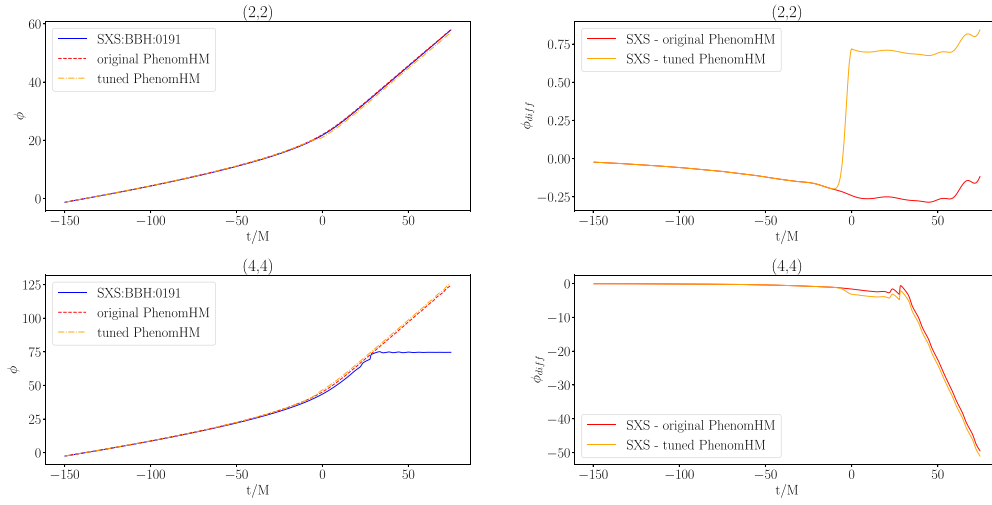 (2,2)
60
40
20
0
ϕ
SXS:BBH:0191
original PhenomHM
tuned PhenomHM
−150
−100
−50
0
50
t/M
(2,2)
0.75
0.50
0.25
0.00
−0.25
ϕdiff
SXS - original PhenomHM
SXS - tuned PhenomHM
−150
−100
−50
0
50
t/M
(4,4)
125
100
75
50
25
0
ϕ
SXS:BBH:0191
original PhenomHM
tuned PhenomHM
−150
−100
−50
0
50
t/M
(4,4)
0
−10
−20
−30
−40
−50
ϕdiff
SXS - original PhenomHM
SXS - tuned PhenomHM
−150
−100
−50
0
50
t/M